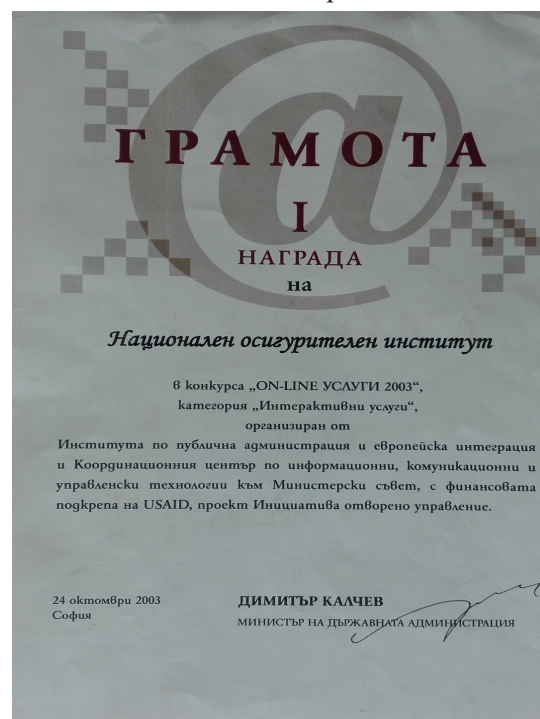 ГРАМОТА
I
НАГРАДА
на
Национален осигурителен институт
в конкурса „ON-LINE УСЛУГИ 2003“,
категория „Интерактивни услуги“,
организиран от
Института по публична администрация и европейска интеграция
и Координационния център по информационни, комуникационни и
управленски технологии към Министерски съвет, с финансовата
подкрепа на USAID, проект Инициатива отворено управление.
24 октомври 2003
София
ДИМИТЪР КАЛЧЕВ
МИНИСТЪР НА ДЪРЖАВНАТА АДМИНИСТРАЦИЯ